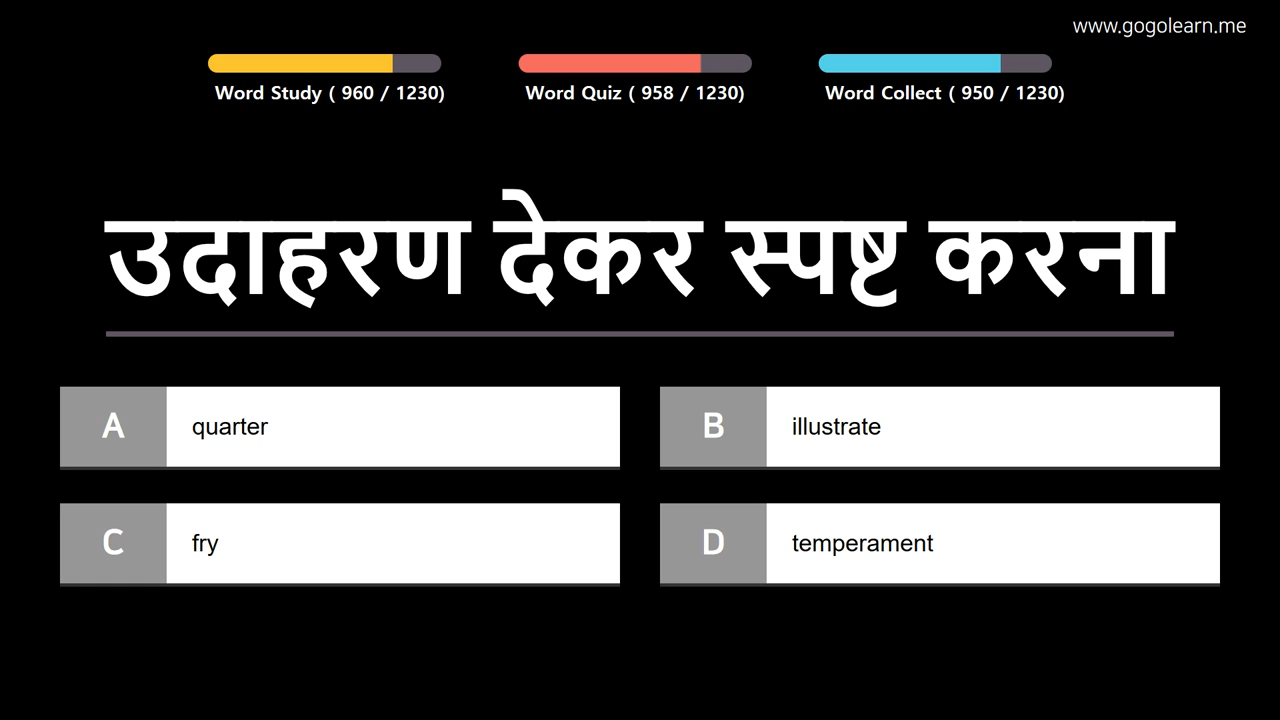 www.gogolearn.me
Word Study ( 960 / 1230)
Word Quiz ( 958 / 1230)
Word Collect ( 950 / 1230)
उदाहरण देकर स्पष्ट करना
A quarter
B illustrate
C fry
D temperament